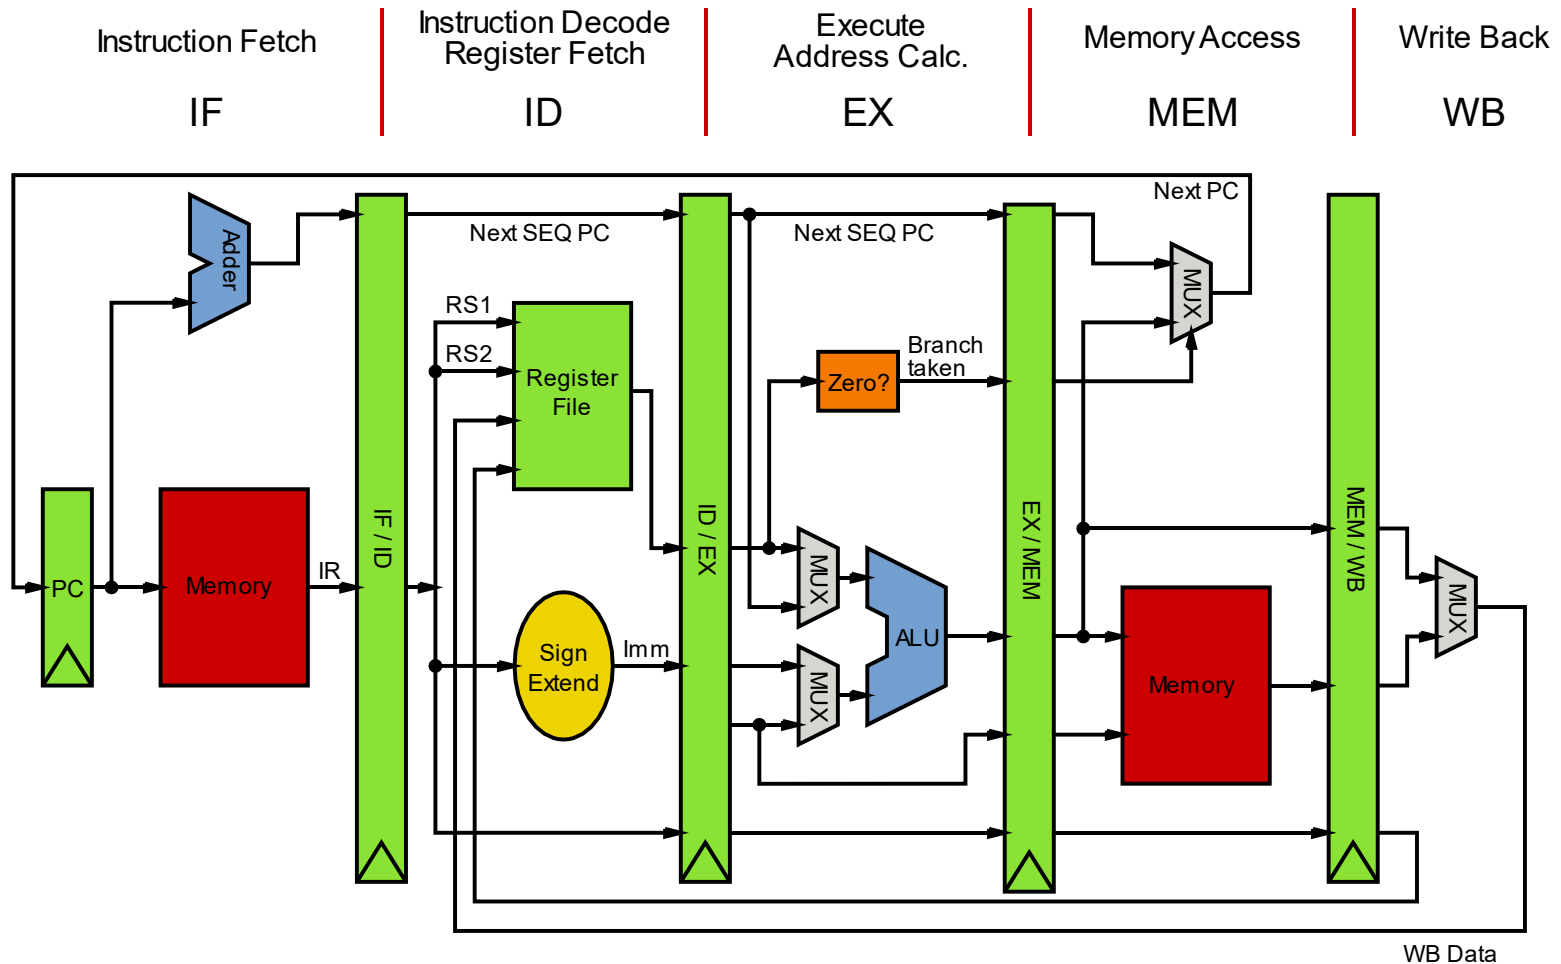 Instruction Fetch
Instruction Decode
Register Fetch
Execute
Address Calc.
Memory Access
Write Back
IF
ID
EX
MEM
WB
Next PC
Adder
Next SEQ PC
Next SEQ PC
MUX
RS1
RS2
Register
File
Branch
taken
Zero?
IF / ID
ID / EX
EX / MEM
MEM / WB
PC
Memory
IR
MUX
ALU
MUX
Sign
Extend
Imm
MUX
Memory
MUX
WB Data